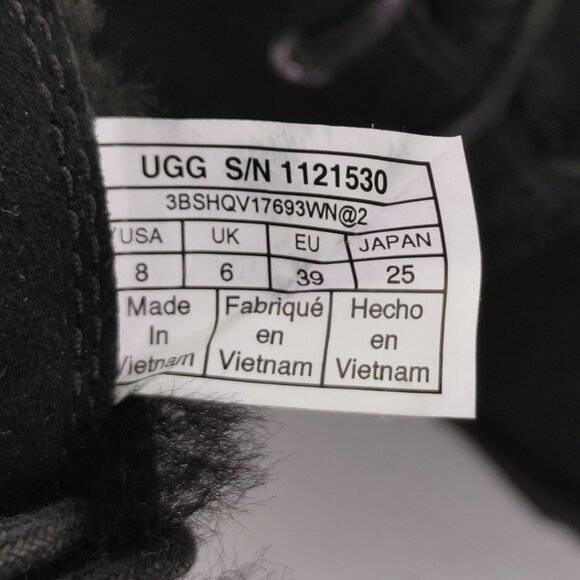 UGG S/N 1121530
3BSHQV17693WN@2
USA UK EU JAPAN
8 6 39 25
Made Fabriqué Hecho
In en en
Vietnam Vietnam Vietnam